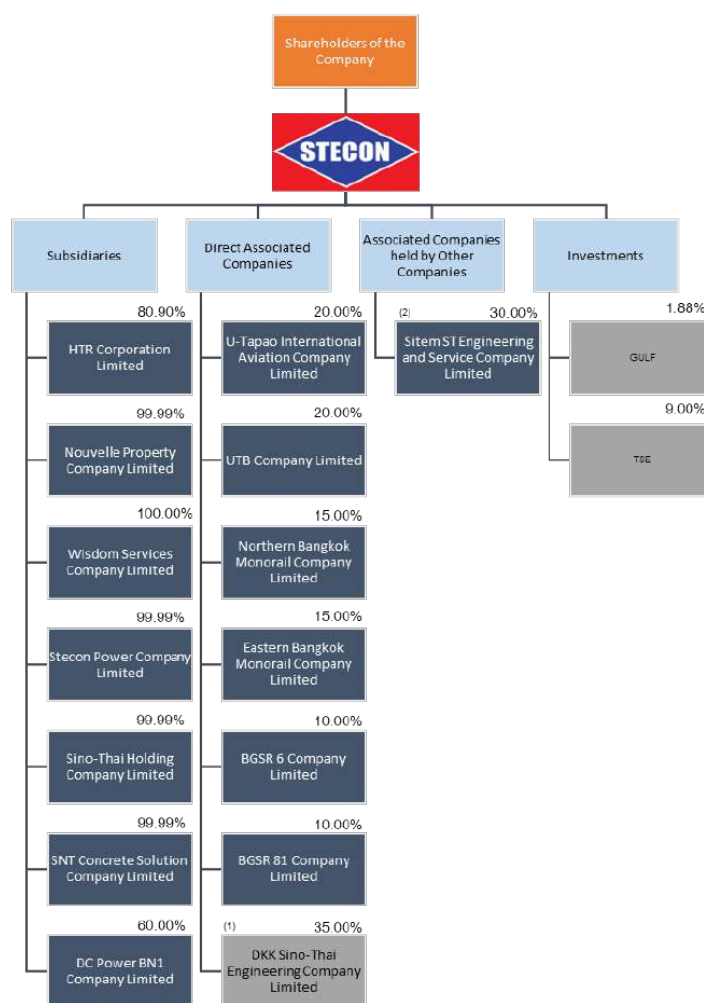 Shareholders of the
Company
STECON
Subsidiaries
Direct Associated
Companies
Associated Companies
held by Other
Companies
Investments
80.90%
HTR Corporation
Limited
99.99%
Nouvelle Property
Company Limited
100.00%
Wisdom Services
Company Limited
99.99%
Stecon Power Company
Limited
99.99%
Sino-Thai Holding
Company Limited
99.99%
SNT Concrete Solution
Company Limited
60.00%
DC Power BN1
Company Limited
20.00%
U-Tapao International
Aviation Company
Limited
20.00%
UTB Company Limited
15.00%
Northern Bangkok
Monorail Company
Limited
15.00%
Eastern Bangkok
Monorail Company
Limited
10.00%
BGSR 6 Company
Limited
10.00%
BGSR 81 Company
Limited
(1) 35.00%
DKK Sino-Thai
Engineering Company
Limited
(2) 30.00%
Sitem ST Engineering
and Service Company
Limited
1.88%
GULF
9.00%
TSE